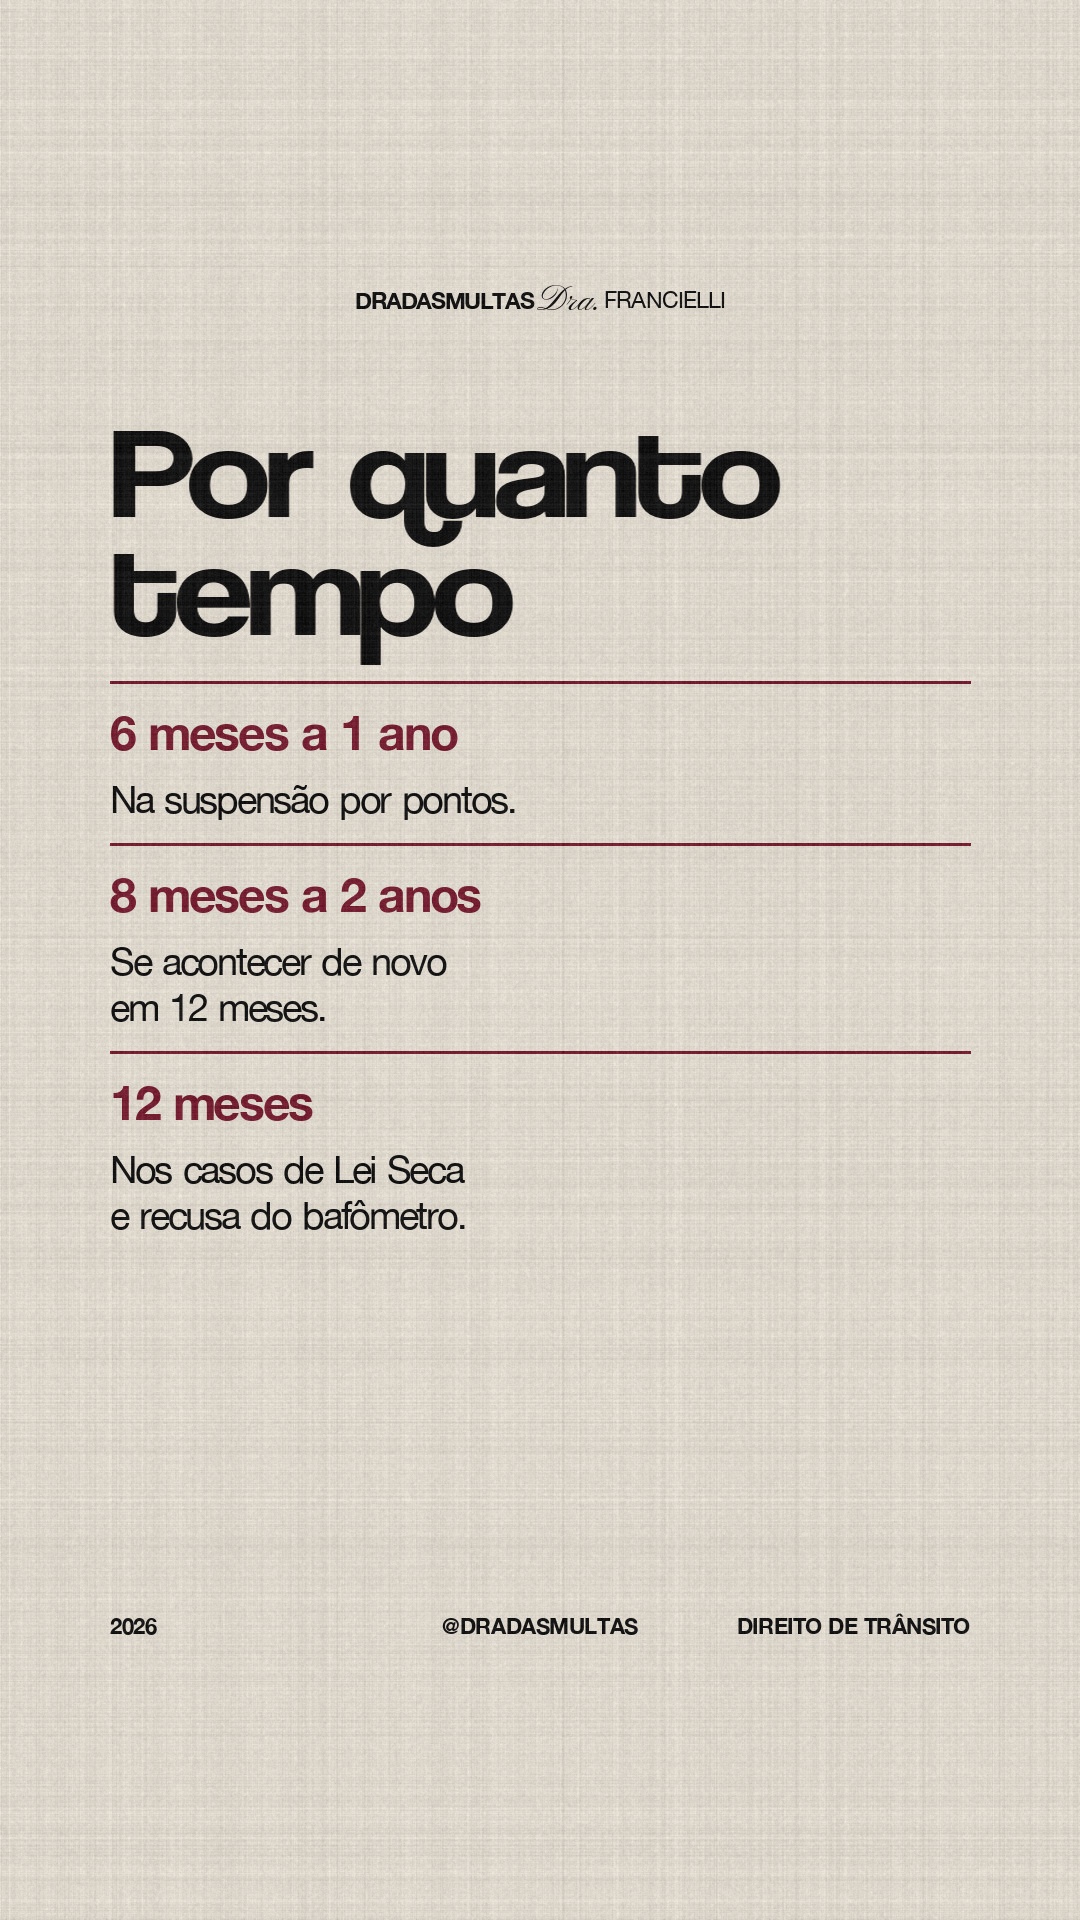 DRADASMULTAS Dra. FRANCIELLI
Por quanto
tempo
6 meses a 1 ano
Na suspensão por pontos.
8 meses a 2 anos
Se acontecer de novo
em 12 meses.
12 meses
Nos casos de Lei Seca
e recusa do bafômetro.
2026 @DRADASMULTAS DIREITO DE TRÂNSITO